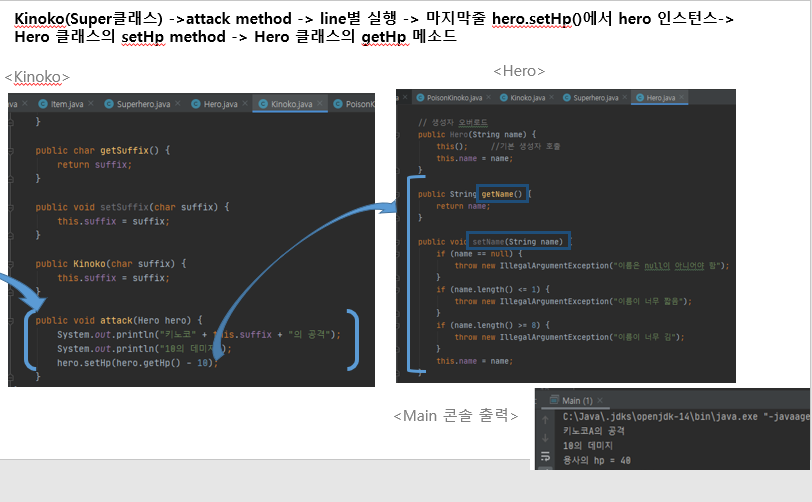 Kinoko(Super클래스) ->attack method -> line별 실행 -> 마지막줄 hero.setHp()에서 hero 인스턴스->
Hero 클래스의 setHp method -> Hero 클래스의 getHp 메소드
<Kinoko>
<Hero>
ava
Item.java
Superhero.java
Hero.java
Kinoko.java
PoisonK
}
public char getSuffix() {
return suffix;
}
public void setSuffix(char suffix) {
this.suffix = suffix;
}
public Kinoko(char suffix) {
this.suffix = suffix;
}
public void attack(Hero hero) {
System.out.println("키노코" + this.suffix + "의 공격");
System.out.println("10의 데미지");
hero.setHp(hero.getHp() - 10);
}
PoisonKinoko.java
Kinoko.java
Superhero.java
Hero.java
// 생성자 오버로드
public Hero(String name) {
this(); //기본 생성자 호출
this.name = name;
}
public String getName() {
return name;
}
public void setName(String name)
if (name == null) {
throw new IllegalArgumentException("이름은 null이 아니어야 함");
}
if (name.length() <= 1) {
throw new IllegalArgumentException("이름이 너무 짧음");
}
if (name.length() >= 8) {
throw new IllegalArgumentException("이름이 너무 김");
}
this.name = name;
}
<Main 콘솔 출력>
Main (1)
C:\Java\.jdks\openjdk-14\bin\java.exe "-javaage
키노코A의 공격
10의 데미지
용사의 hp = 40